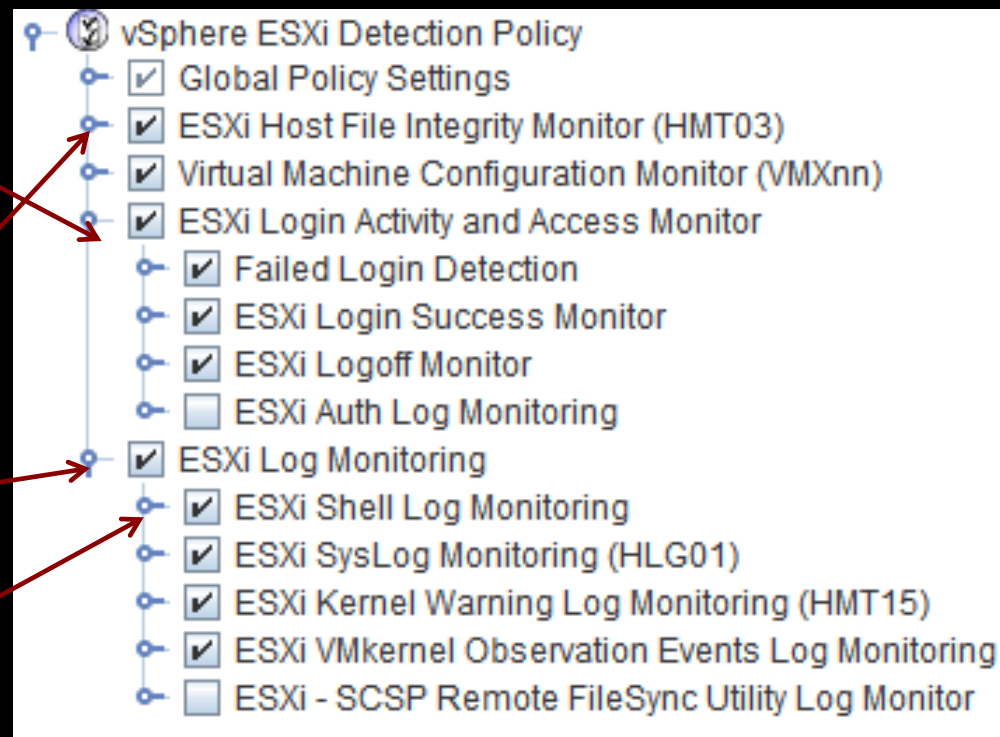 vSphere ESXi Detection Policy
Global Policy Settings
ESXi Host File Integrity Monitor (HMT03)
Virtual Machine Configuration Monitor (VMXnn)
ESXi Login Activity and Access Monitor
Failed Login Detection
ESXi Login Success Monitor
ESXi Logoff Monitor
ESXi Auth Log Monitoring
ESXi Log Monitoring
ESXi Shell Log Monitoring
ESXi SysLog Monitoring (HLG01)
ESXi Kernel Warning Log Monitoring (HMT15)
ESXi VMkernel Observation Events Log Monitoring
ESXi - SCSP Remote FileSync Utility Log Monitor